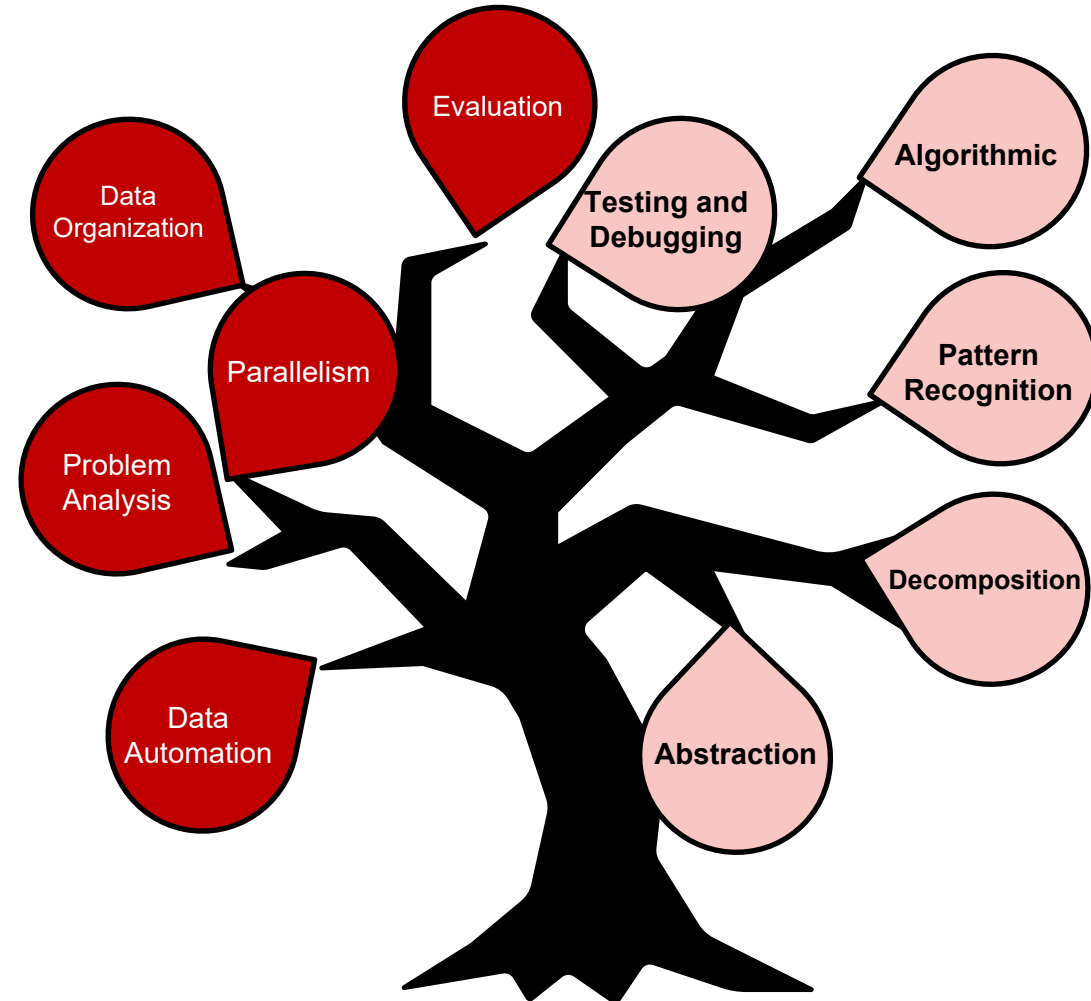 Evaluation
Data
Organization
Parallelism
Problem
Analysis
Data
Automation
Testing and
Debugging
Algorithmic
Pattern
Recognition
Decomposition
Abstraction